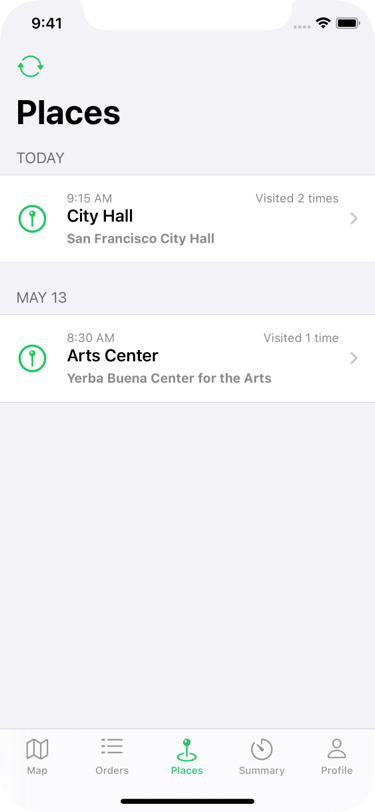 9:41
Places
TODAY
9:15 AM Visited 2 times
City Hall
San Francisco City Hall
MAY 13
8:30 AM Visited 1 time
Arts Center
Yerba Buena Center for the Arts
Map Orders Places Summary Profile